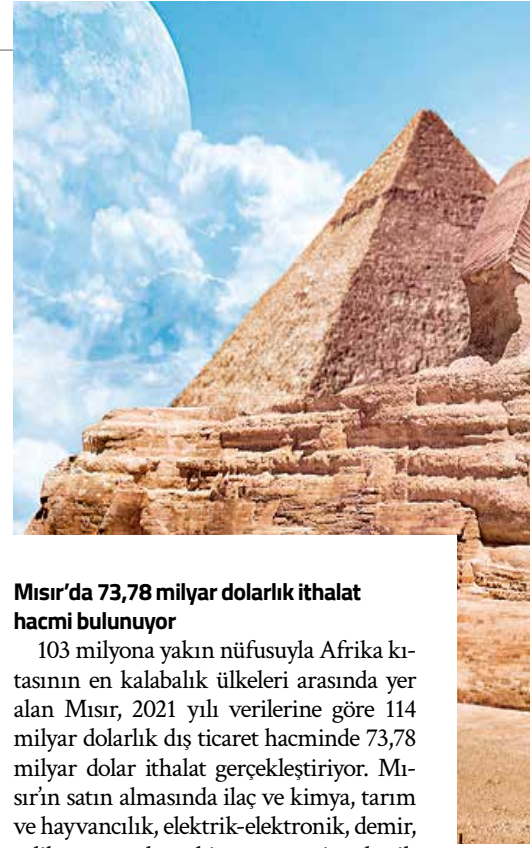 Mısır’da 73,78 milyar dolarlık ithalat
hacmi bulunuyor
103 milyona yakın nüfusuyla Afrika kı-
tasının en kalabalık ülkeleri arasında yer
alan Mısır, 2021 yılı verilerine göre 114
milyar dolarlık dış ticaret hacminde 73,78
milyar dolar ithalat gerçekleştiriyor. Mı-
sır’ın satın almasında ilaç ve kimya, tarım
ve hayvancılık, elektrik-elektronik, demir,